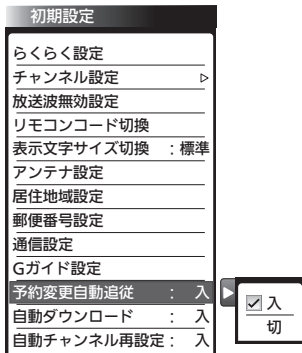 初期設定
らくらく設定
チャンネル設定
放送波無効設定
リモコンコード切換
表示文字サイズ切換 ：標準
アンテナ設定
居住地域設定
郵便番号設定
通信設定
Gガイド設定
予約変更自動追従 ： 入
自動ダウンロード ： 入
自動チャンネル再設定： 入
入
切